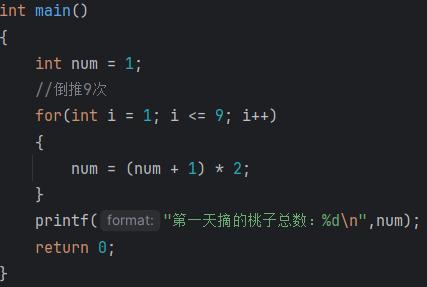 int main()
{
    int num = 1;
    //倒推9次
    for(int i = 1; i <= 9; i++)
    {
        num = (num + 1) * 2;
    }
    printf( format: "第一天摘的桃子总数：%d\n",num);
    return 0;
}